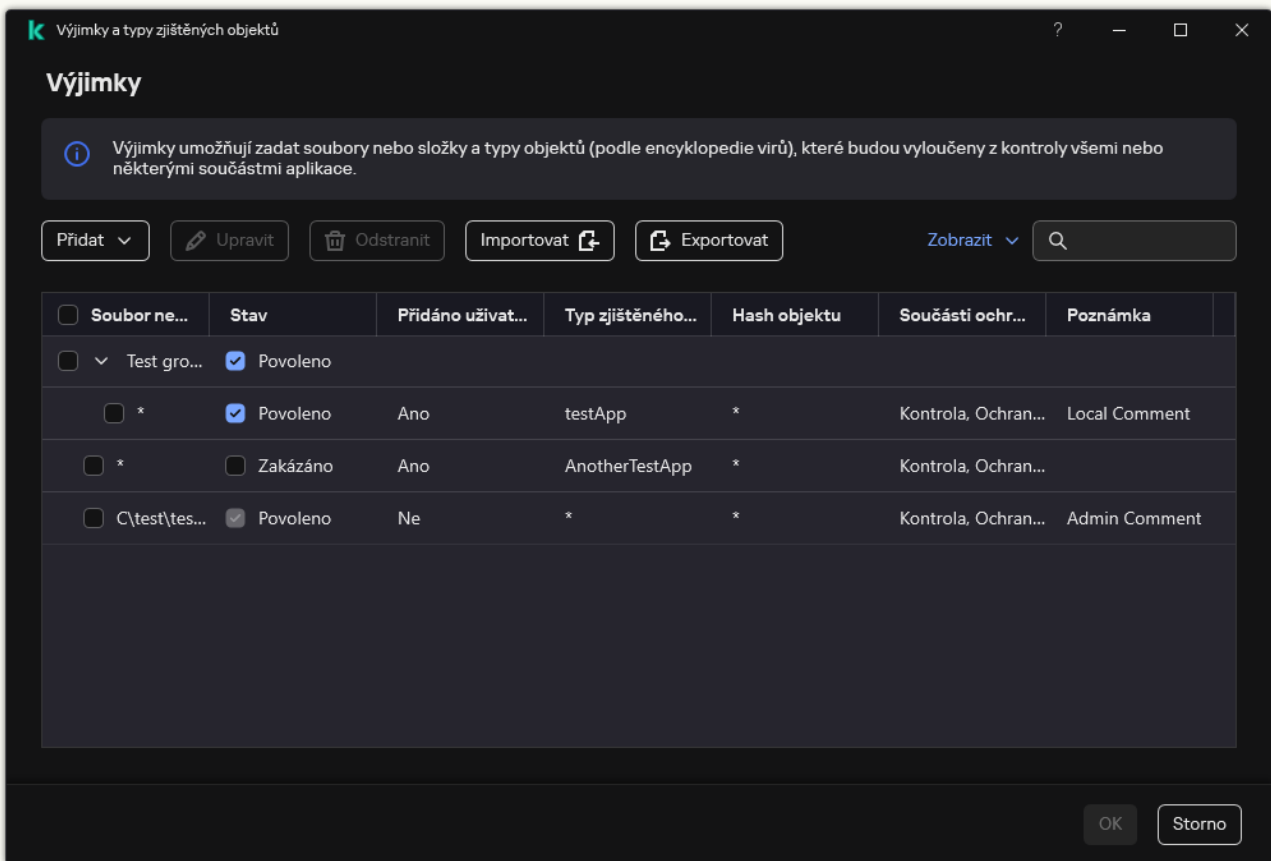 Výjimky a typy zjištěných objektů
?
Výjimky
Výjimky umožňují zadat soubory nebo složky a typy objektů (podle encyklopedie virů), které budou vyloučeny z kontroly všemi nebo
některými součástmi aplikace.
Přidat Upravit Odstranit Importovat Exportovat Zobrazit
Soubor ne... Stav Přidáno uživat... Typ zjištěného... Hash objektu Součásti ochr... Poznámka
Test gro... Povoleno
* Povoleno Ano testApp * Kontrola, Ochran... Local Comment
* Zakázáno Ano AnotherTestApp * Kontrola, Ochran...
C\test\tes... Povoleno Ne * * Kontrola, Ochran... Admin Comment
OK Storno